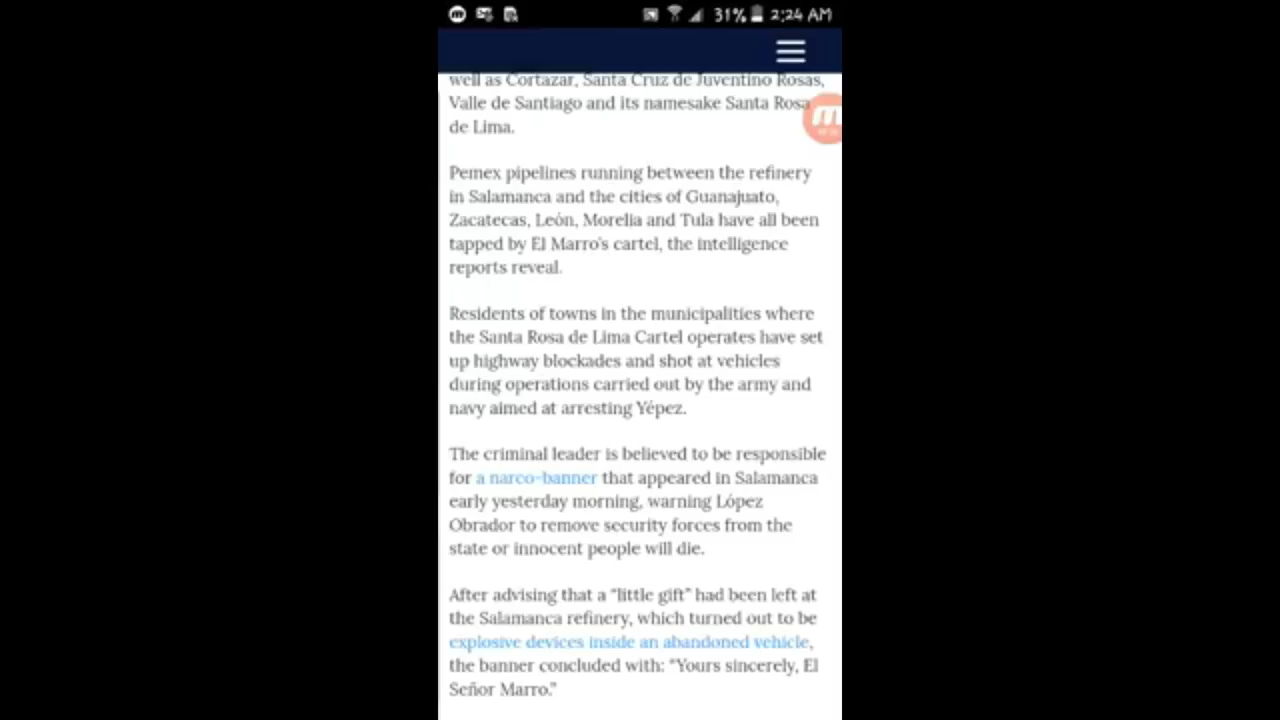 31% 2:24 AM
well as Cortazar, Santa Cruz de Juventino Rosas,
Valle de Santiago and its namesake Santa Rosa
de Lima.
Pemex pipelines running between the refinery
in Salamanca and the cities of Guanajuato,
Zacatecas, León, Morelia and Tula have all been
tapped by El Marro's cartel, the intelligence
reports reveal.
Residents of towns in the municipalities where
the Santa Rosa de Lima Cartel operates have set
up highway blockades and shot at vehicles
during operations carried out by the army and
navy aimed at arresting Yépez.
The criminal leader is believed to be responsible
for a narco-banner that appeared in Salamanca
early yesterday morning, warning López
Obrador to remove security forces from the
state or innocent people will die.
After advising that a "little gift" had been left at
the Salamanca refinery, which turned out to be
explosive devices inside an abandoned vehicle,
the banner concluded with: "Yours sincerely, El
Señor Marro."